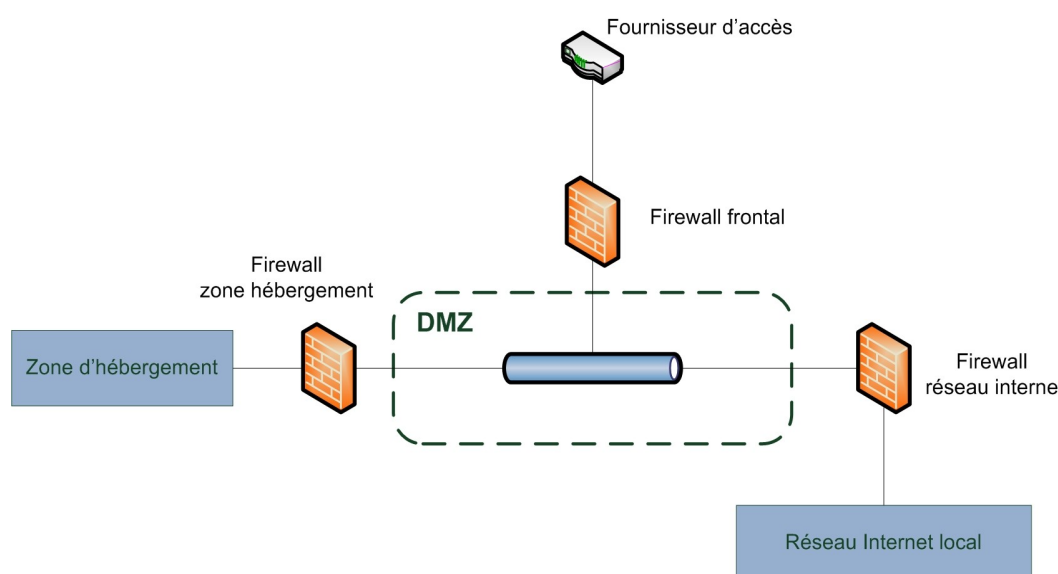 Fournisseur d'accès
Firewall frontal
Firewall
zone hébergement
DMZ
Zone d'hébergement
Firewall
réseau interne
Réseau Internet local